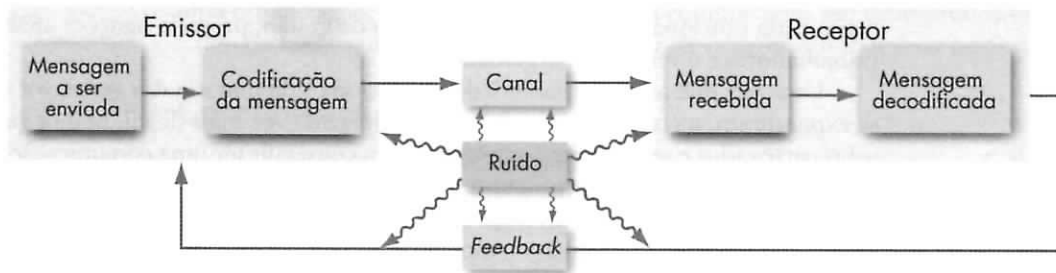 Emissor
Receptor
Mensagem
a ser
enviada
Codificação
da mensagem
Canal
Mensagem
recebida
Mensagem
decodificada
Ruído
Feedback